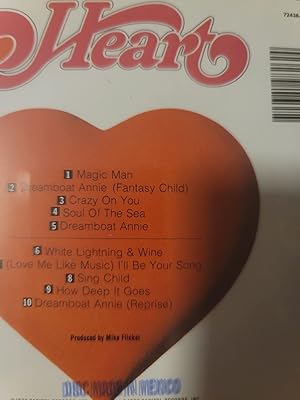 Heart
72438
1 Magic Man
2 Dreamboat Annie (Fantasy Child)
3 Crazy On You
4 Soul Of The Sea
5 Dreamboat Annie
6 White Lightning & Wine
(Love Me Like Music) I'll Be Your Song
8 Sing Child
9 How Deep It Goes
10 Dreamboat Annie (Reprise)
Produced by Mike Flicker
DISC MADE IN MEXICO